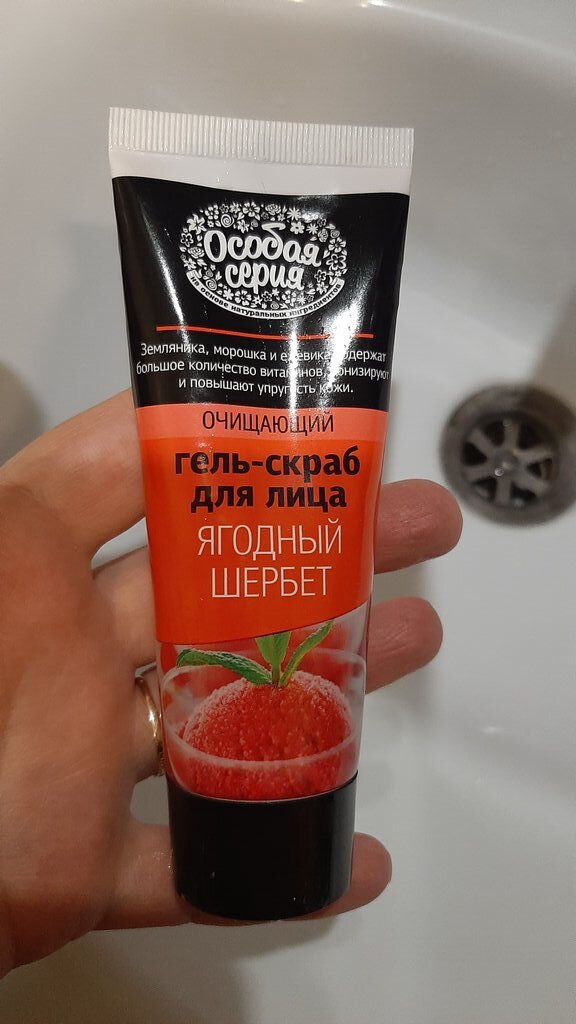 Особая
серия
на основе натуральных ингредиентов
Земляника, морошка и ежевика содержат
большое количество витаминов, тонизируют
и повышают упругость кожи.
ОЧИЩАЮЩИЙ
гель-скраб
для лица
ЯГОДНЫЙ
ШЕРБЕТ